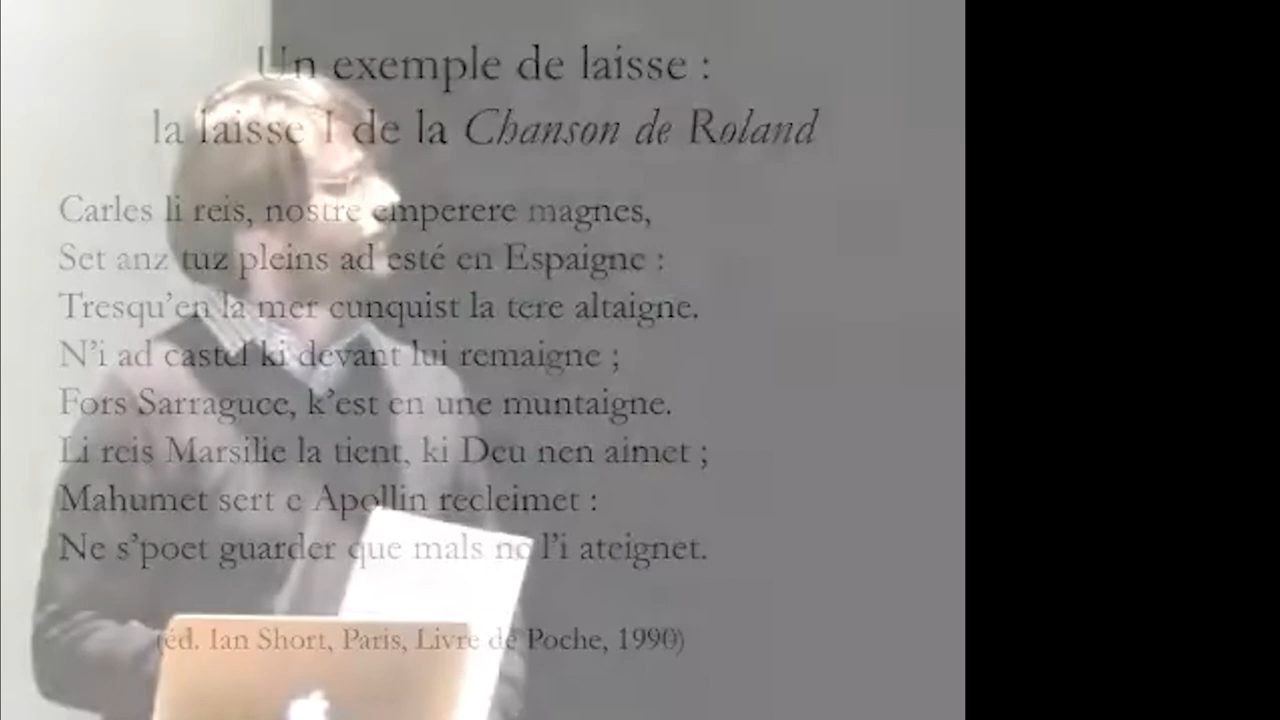 Un exemple de laisse :
la laisse I de la Chanson de Roland
Carles li reis, nostre emperere magnes,
Set anz tuz pleins ad esté en Espaigne :
Tresqu’en la mer cunquist la tere altaigne.
N’i ad castel ki devant lui remaigne ;
Fors Sarraguce, k’est en une muntaigne.
Li reis Marsilie la tient, ki Deu nen aimet ;
Mahumet sert e Apollin recleimet :
Ne s’poet guarder que mals ne l’i ateignet.
(éd. Ian Short, Paris, Livre de Poche, 1990)